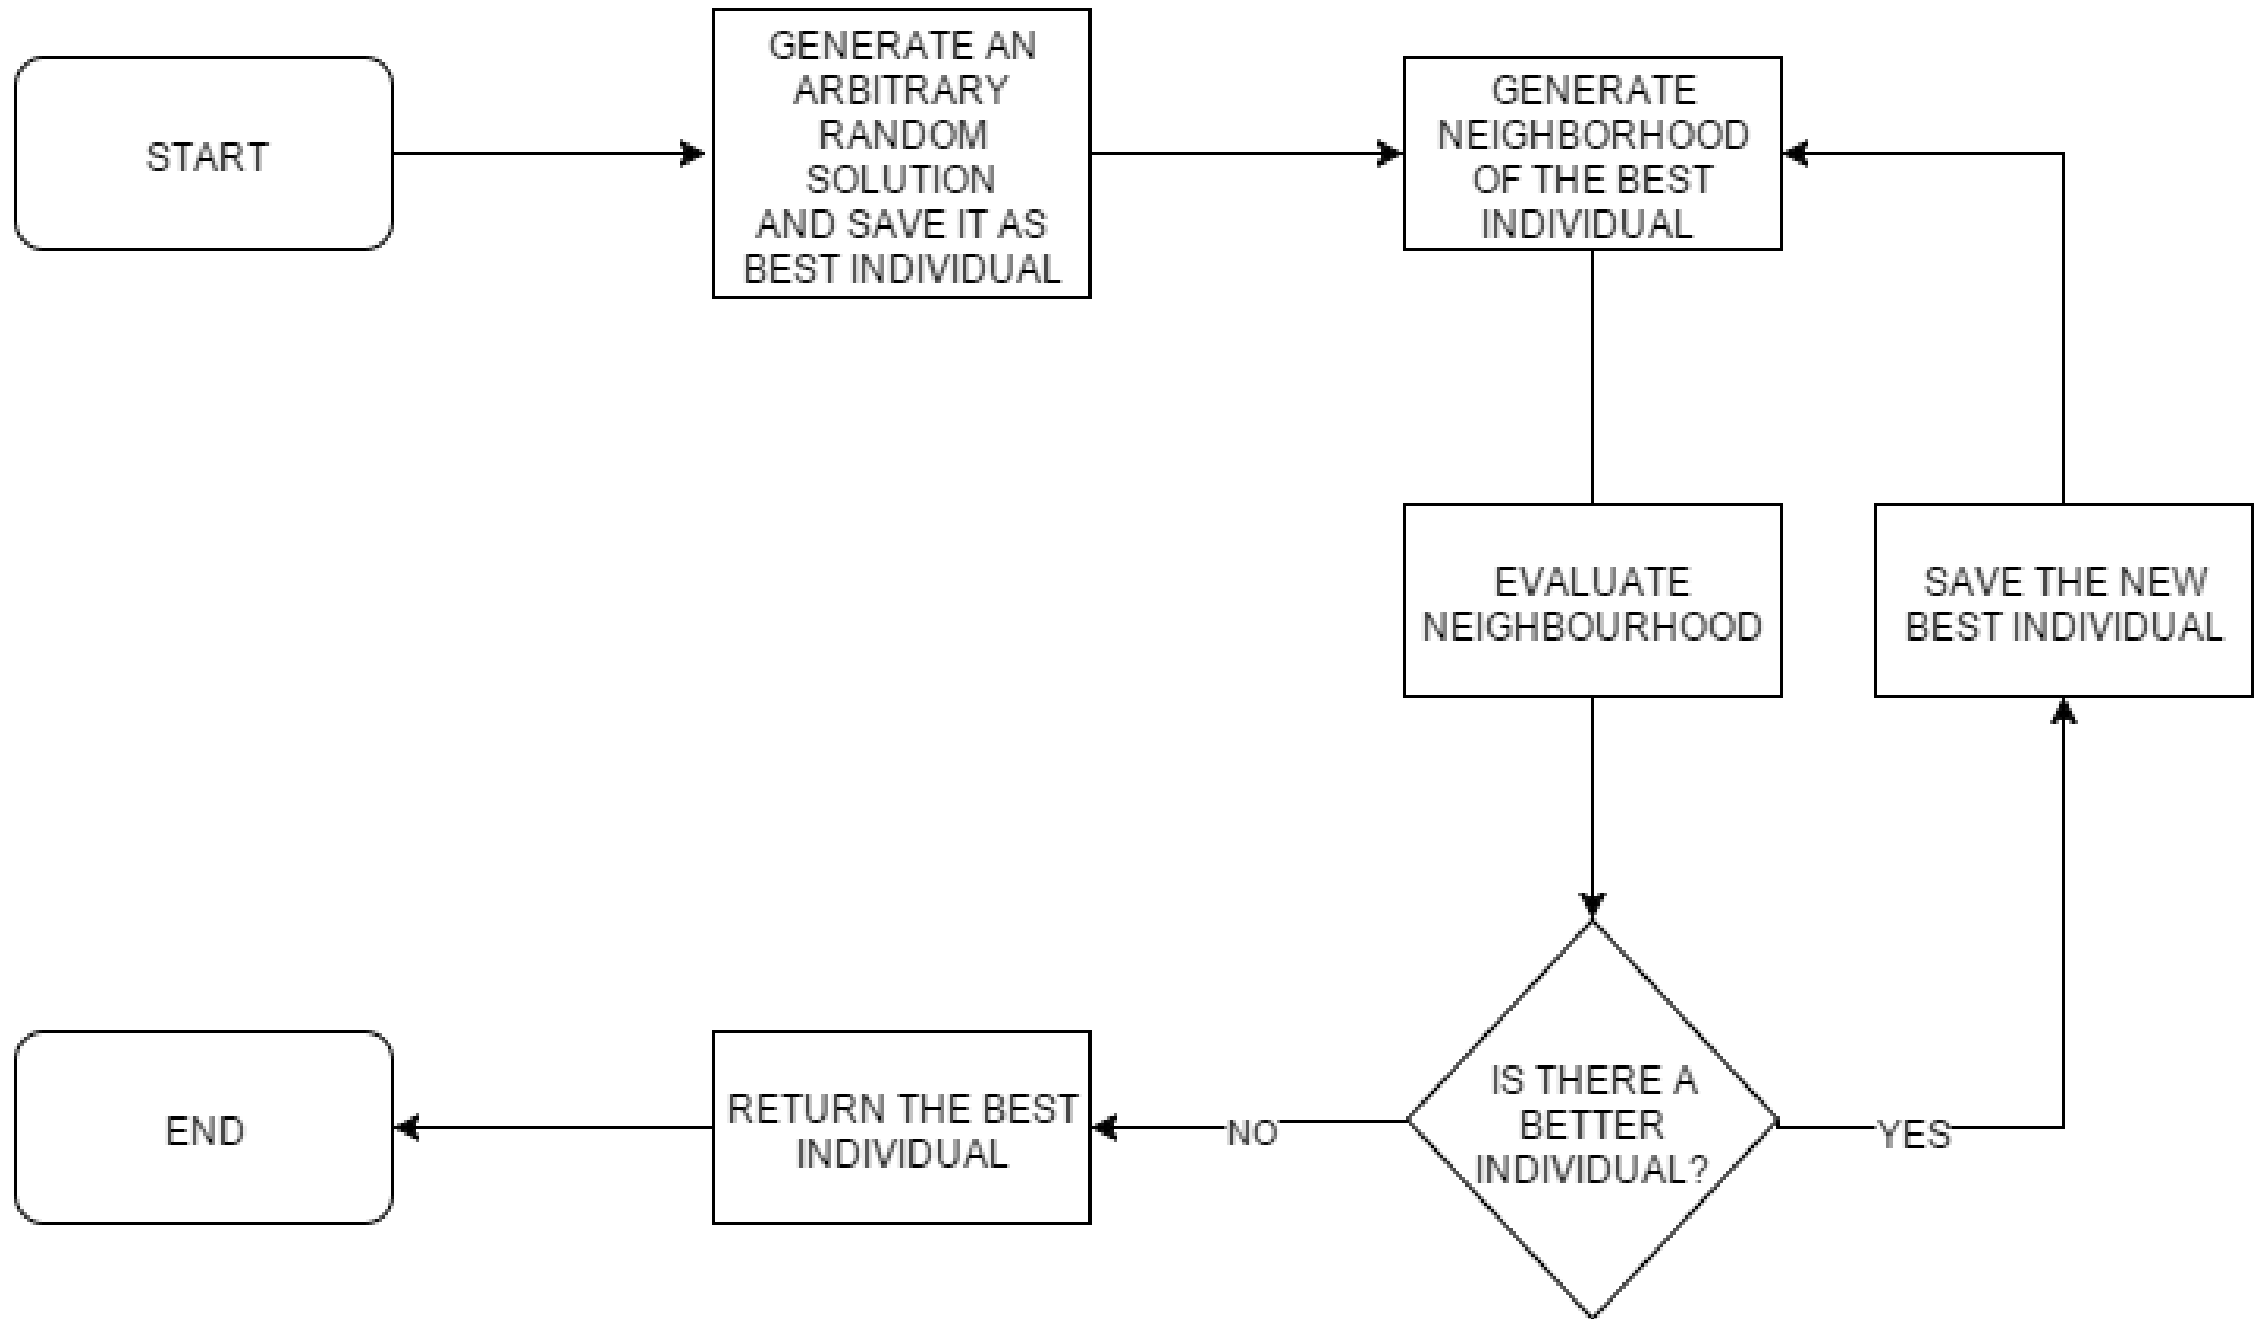 START
GENERATE AN
ARBITRARY
RANDOM
SOLUTION
AND SAVE IT AS
BEST INDIVIDUAL
GENERATE
NEIGHBORHOOD
OF THE BEST
INDIVIDUAL
EVALUATE
NEIGHBOURHOOD
SAVE THE NEW
BEST INDIVIDUAL
IS THERE A
BETTER
INDIVIDUAL?
YES
NO
RETURN THE BEST
INDIVIDUAL
END